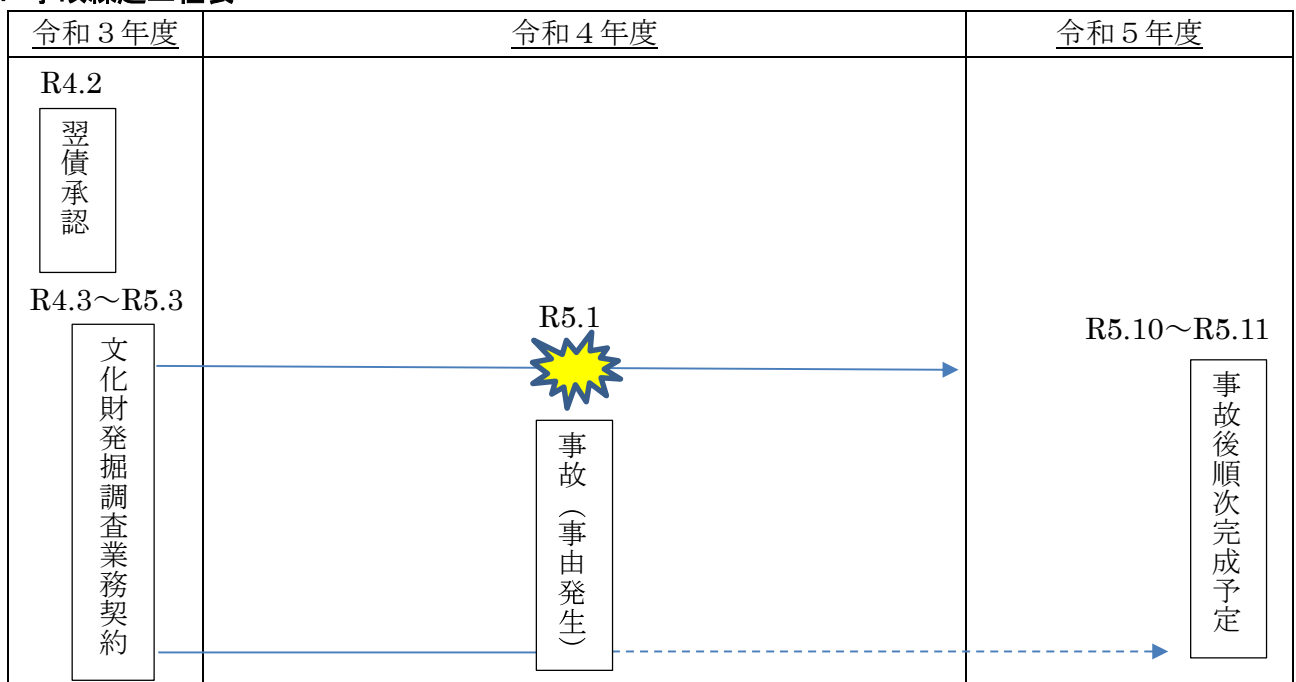 令和３年度
令和４年度
令和５年度
R4.2
翌債承認
R4.3～R5.3
文化財発掘調査業務契約
R5.1
事故（事由発生）
R5.10～R5.11
事故後順次完成予定